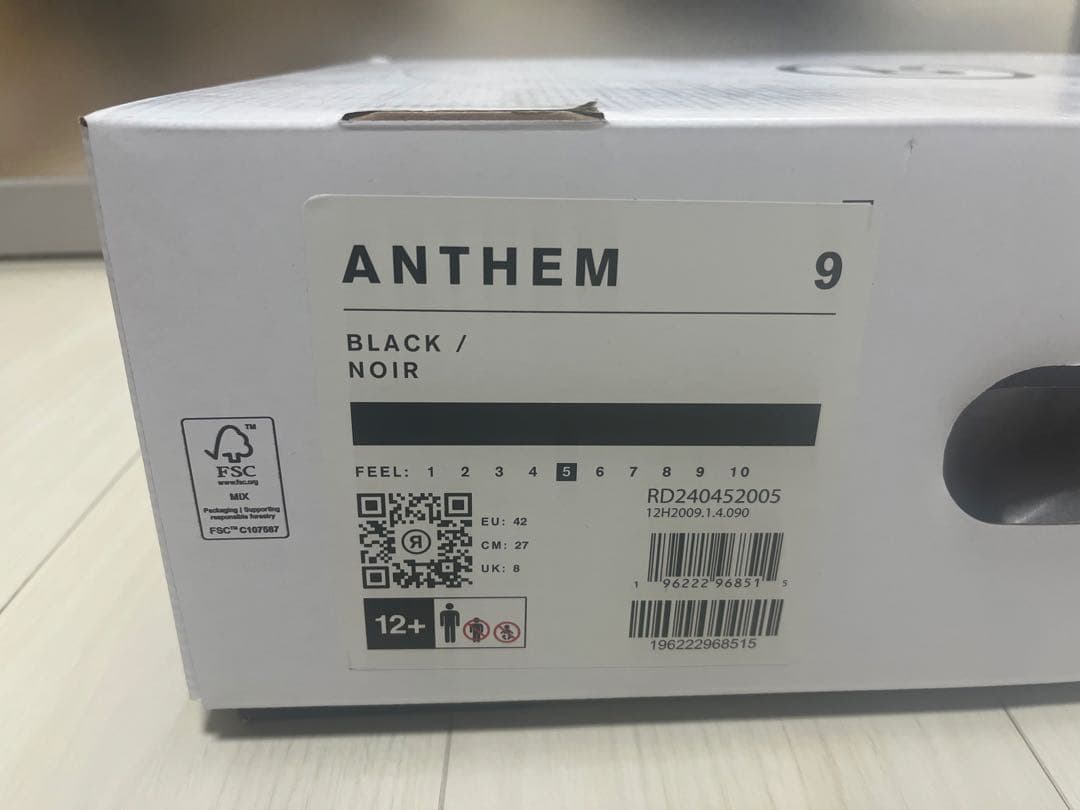 ANTHEM 9
BLACK /
NOIR
FEEL: 1 2 3 4 5 6 7 8 9 10
RD240452005
12H2009.1.4.090
EU: 42
CM: 27
UK: 8
R
1 96222 96851 5
12+
196222968515
TM
FSC
www.fsc.org
MIX
Packaging | Supporting
responsible forestry
FSC™ C107587